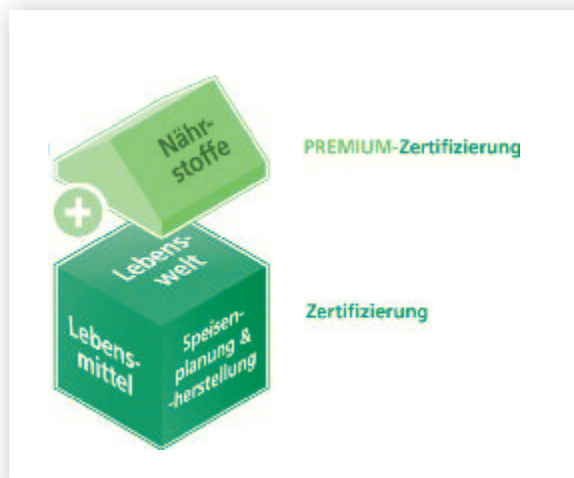 Nähr-
stoffe
PREMIUM-Zertifizierung
+
Lebens-
welt
Lebens-
mittel
Speisen-
planung &
-herstellung
Zertifizierung